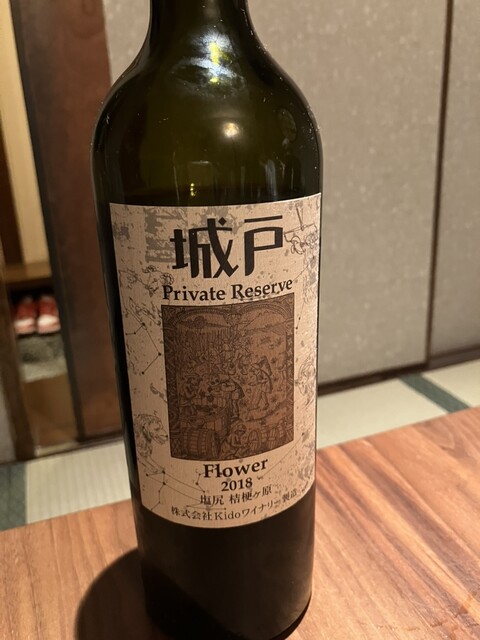 城戸
Private Reserve
Flower
2018
塩尻 桔梗ヶ原
株式会社Kidoワイナリー製造